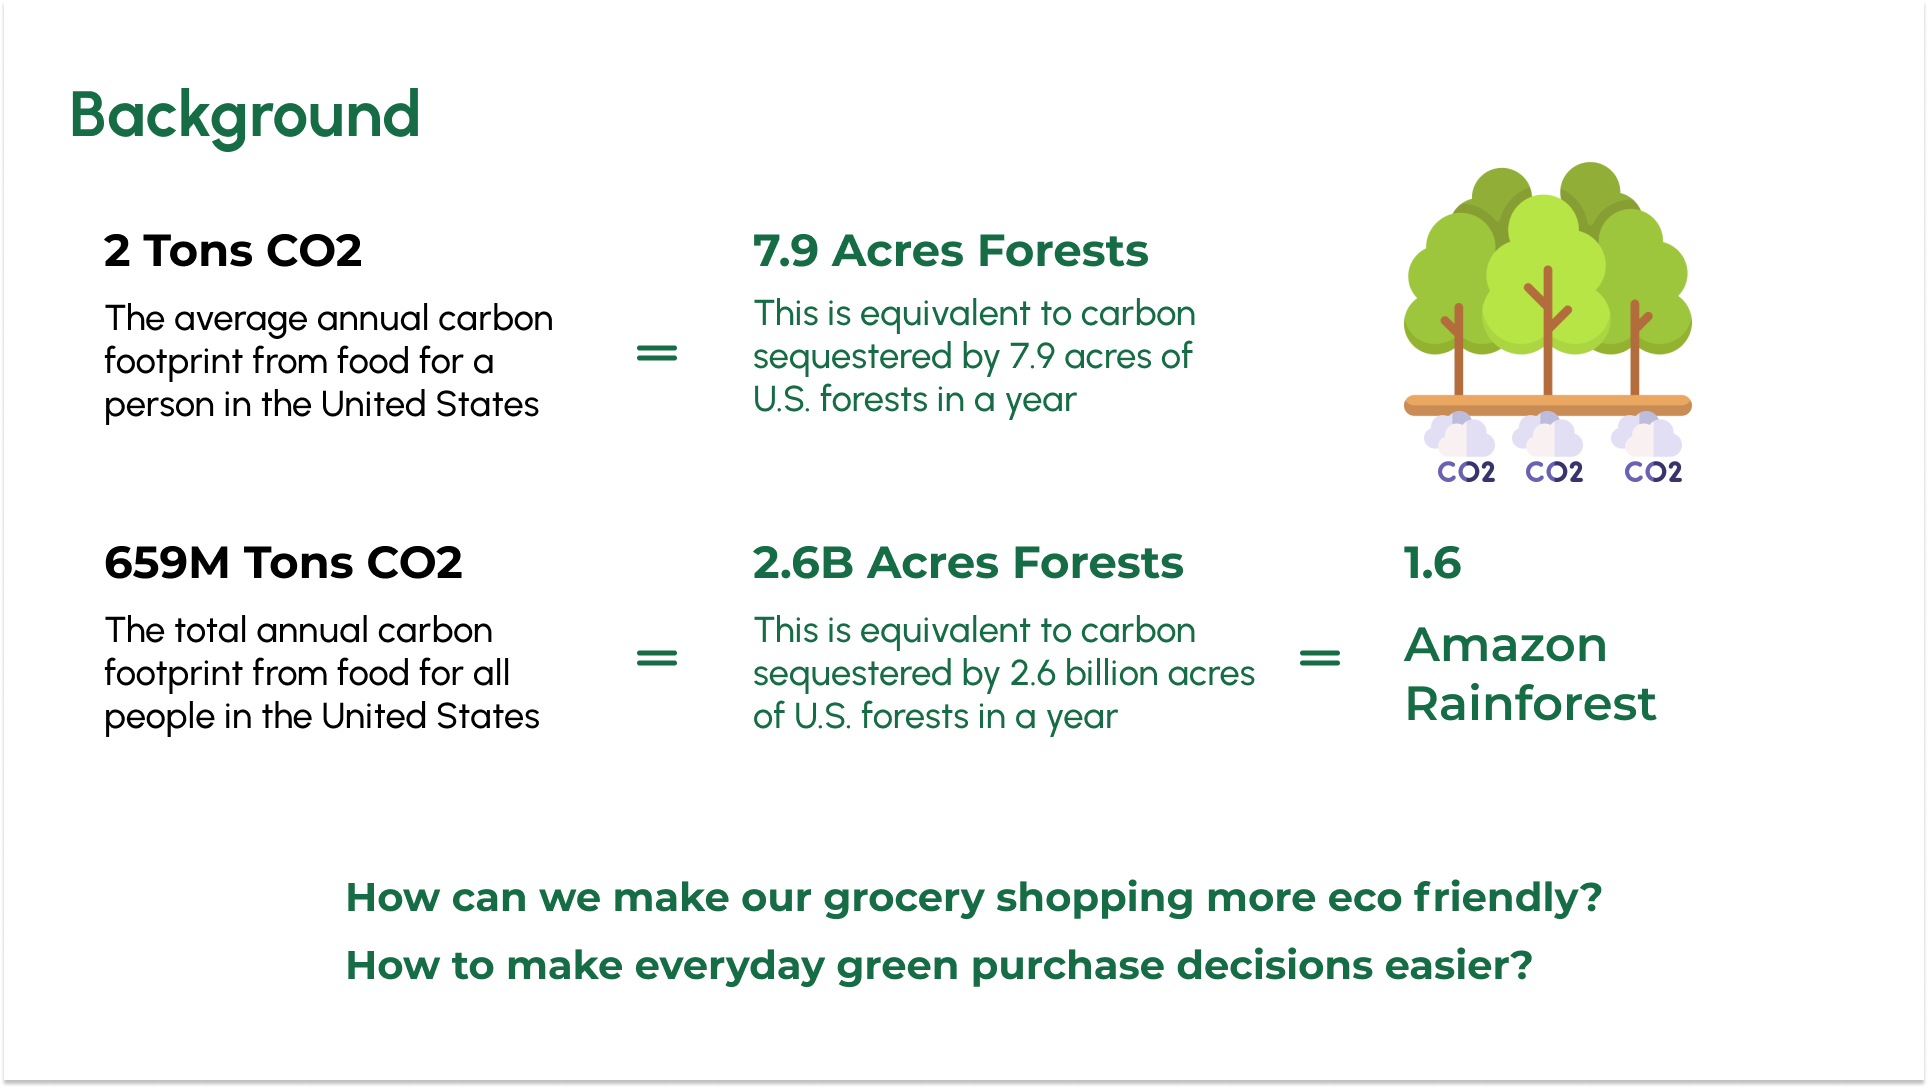 Background
2 Tons CO2
The average annual carbon
footprint from food for a
person in the United States
=
7.9 Acres Forests
This is equivalent to carbon
sequestered by 7.9 acres of
U.S. forests in a year
CO2 CO2 CO2
659M Tons CO2
The total annual carbon
footprint from food for all
people in the United States
=
2.6B Acres Forests
This is equivalent to carbon
sequestered by 2.6 billion acres
of U.S. forests in a year
=
1.6
Amazon
Rainforest
How can we make our grocery shopping more eco friendly?
How to make everyday green purchase decisions easier?